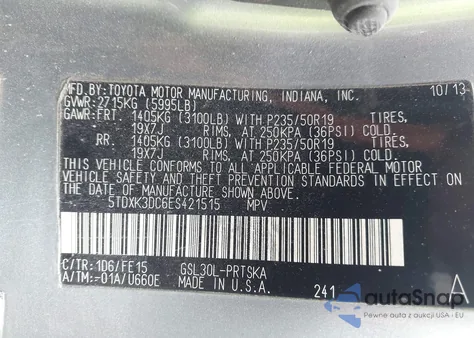 MFD.BY: TOYOTA MOTOR MANUFACTURING, INDIANA, INC. 10/13
GVWR: 2715KG (5995LB)
GAWR: FRT. 1405KG (3100LB) WITH P235/50R19 TIRES,
19X7J RIMS, AT 250KPA (36PSI) COLD.
RR. 1405KG (3100LB) WITH P235/50R19 TIRES,
19X7J RIMS, AT 250KPA (36PSI) COLD.
THIS VEHICLE CONFORMS TO ALL APPLICABLE FEDERAL MOTOR
VEHICLE SAFETY AND THEFT PREVENTION STANDARDS IN EFFECT ON
THE DATE OF MANUFACTURE SHOWN ABOVE.
5TDXK3DC6ES421515 MPV
C/TR: 1D6/FE15 GSL30L-PRTSKA
A/TM: -01A/U660E MADE IN U.S.A. 241 A
autoSnap
Pewne auta z aukcji USA - EU